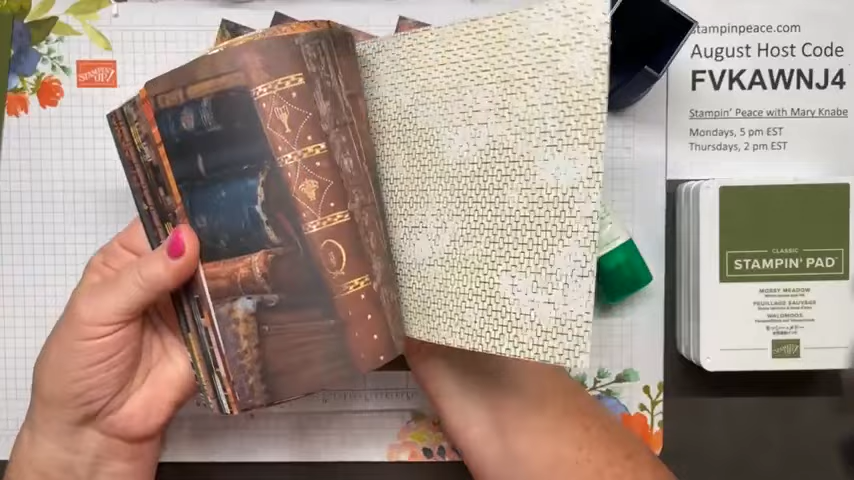 STAMPIN' UP!
stampinpeace.com
August Host Code
FVKAWNJ4
Stampin' Peace with Mary Knabe
Mondays, 5 pm EST
Thursdays, 2 pm EST
CLASSIC
STAMPIN' PAD
MOSSY MEADOW
FEUILLAGE SAUVAGE
WALDMOOS